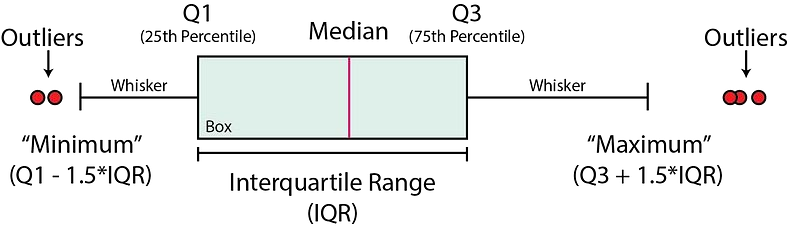 Q1
(25th Percentile)
Median
Q3
(75th Percentile)
Outliers
Outliers
Whisker
Whisker
Box
“Minimum”
(Q1 - 1.5*IQR)
“Maximum”
(Q3 + 1.5*IQR)
Interquartile Range
(IQR)